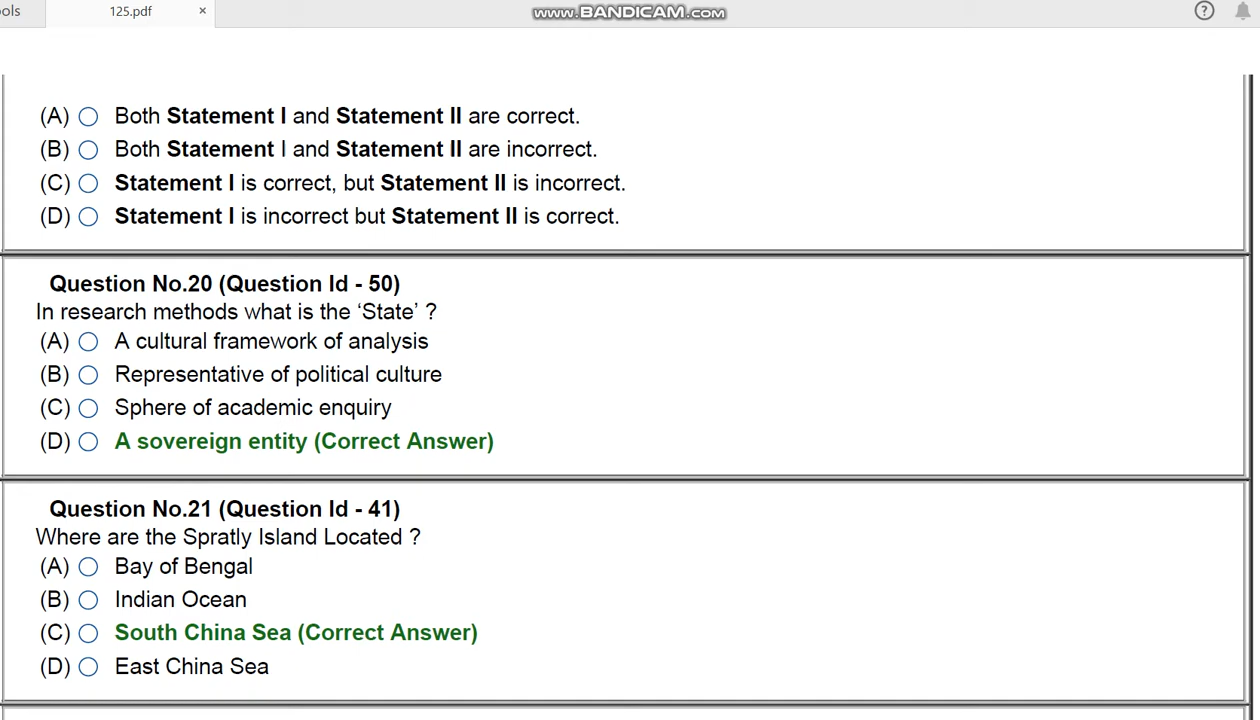 ols
125.pdf
×
www.BANDICAM.com
?
(A) Both Statement I and Statement II are correct.
(B) Both Statement I and Statement II are incorrect.
(C) Statement I is correct, but Statement II is incorrect.
(D) Statement I is incorrect but Statement II is correct.
Question No.20 (Question Id - 50)
In research methods what is the ‘State’ ?
(A) A cultural framework of analysis
(B) Representative of political culture
(C) Sphere of academic enquiry
(D) A sovereign entity (Correct Answer)
Question No.21 (Question Id - 41)
Where are the Spratly Island Located ?
(A) Bay of Bengal
(B) Indian Ocean
(C) South China Sea (Correct Answer)
(D) East China Sea